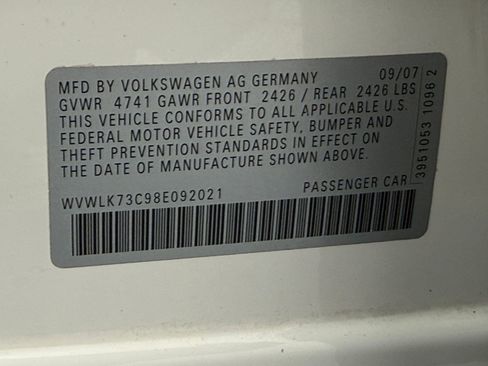 MFD BY VOLKSWAGEN AG GERMANY 09/07
GVWR 4741 GAWR FRONT 2426 / REAR 2426 LBS
THIS VEHICLE CONFORMS TO ALL APPLICABLE U.S.
FEDERAL MOTOR VEHICLE SAFETY, BUMPER AND
THEFT PREVENTION STANDARDS IN EFFECT ON
THE DATE OF MANUFACTURE SHOWN ABOVE.
WVWLK73C98E092021 PASSENGER CAR
3951053 1096 2